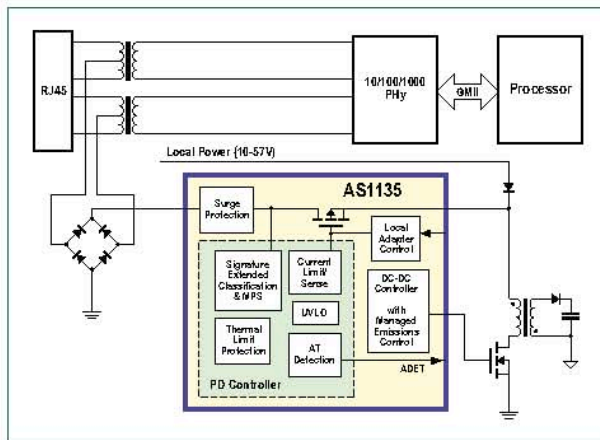 RJ45
10/100/1000
PHy
GMII
Processor
Local Power (10-57V)
AS1135
Surge
Protection
Local
Adapter
Control
Signature
Extended
Classification
& MPS
Current Limit/
Sense
UVLO
DC-DC
Controller
with
Managed
Emissions
Control
Thermal
Limit
Protection
AT
Detection
ADET
PD Controller